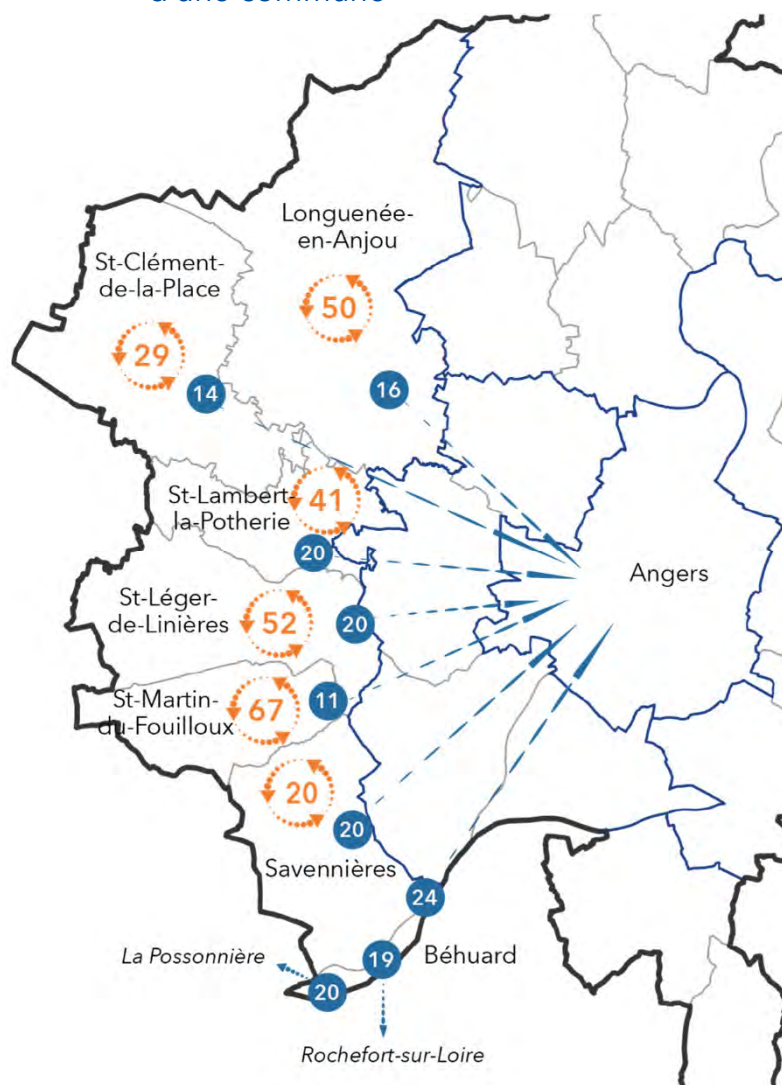 d'une commune
Longuenée-
en-Anjou
50
16
St-Clément-
de-la-Place
29
14
St-Lambert-
la-Potherie
41
20
Angers
St-Léger-
de-Linières
52
20
St-Martin-
du-Fouilloux
67
11
20
20
Savennières
24
La Possonnière
19
Béhuard
20
Rochefort-sur-Loire